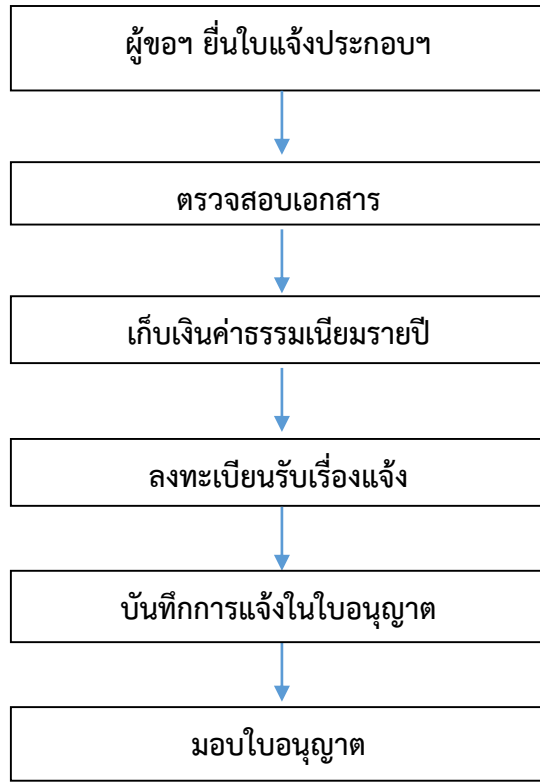 ผู้ขอฯ ยื่นใบแจ้งประกอบฯ
ตรวจสอบเอกสาร
เก็บเงินค่าธรรมเนียมรายปี
ลงทะเบียนรับเรื่องแจ้ง
บันทึกการแจ้งในใบอนุญาต
มอบใบอนุญาต